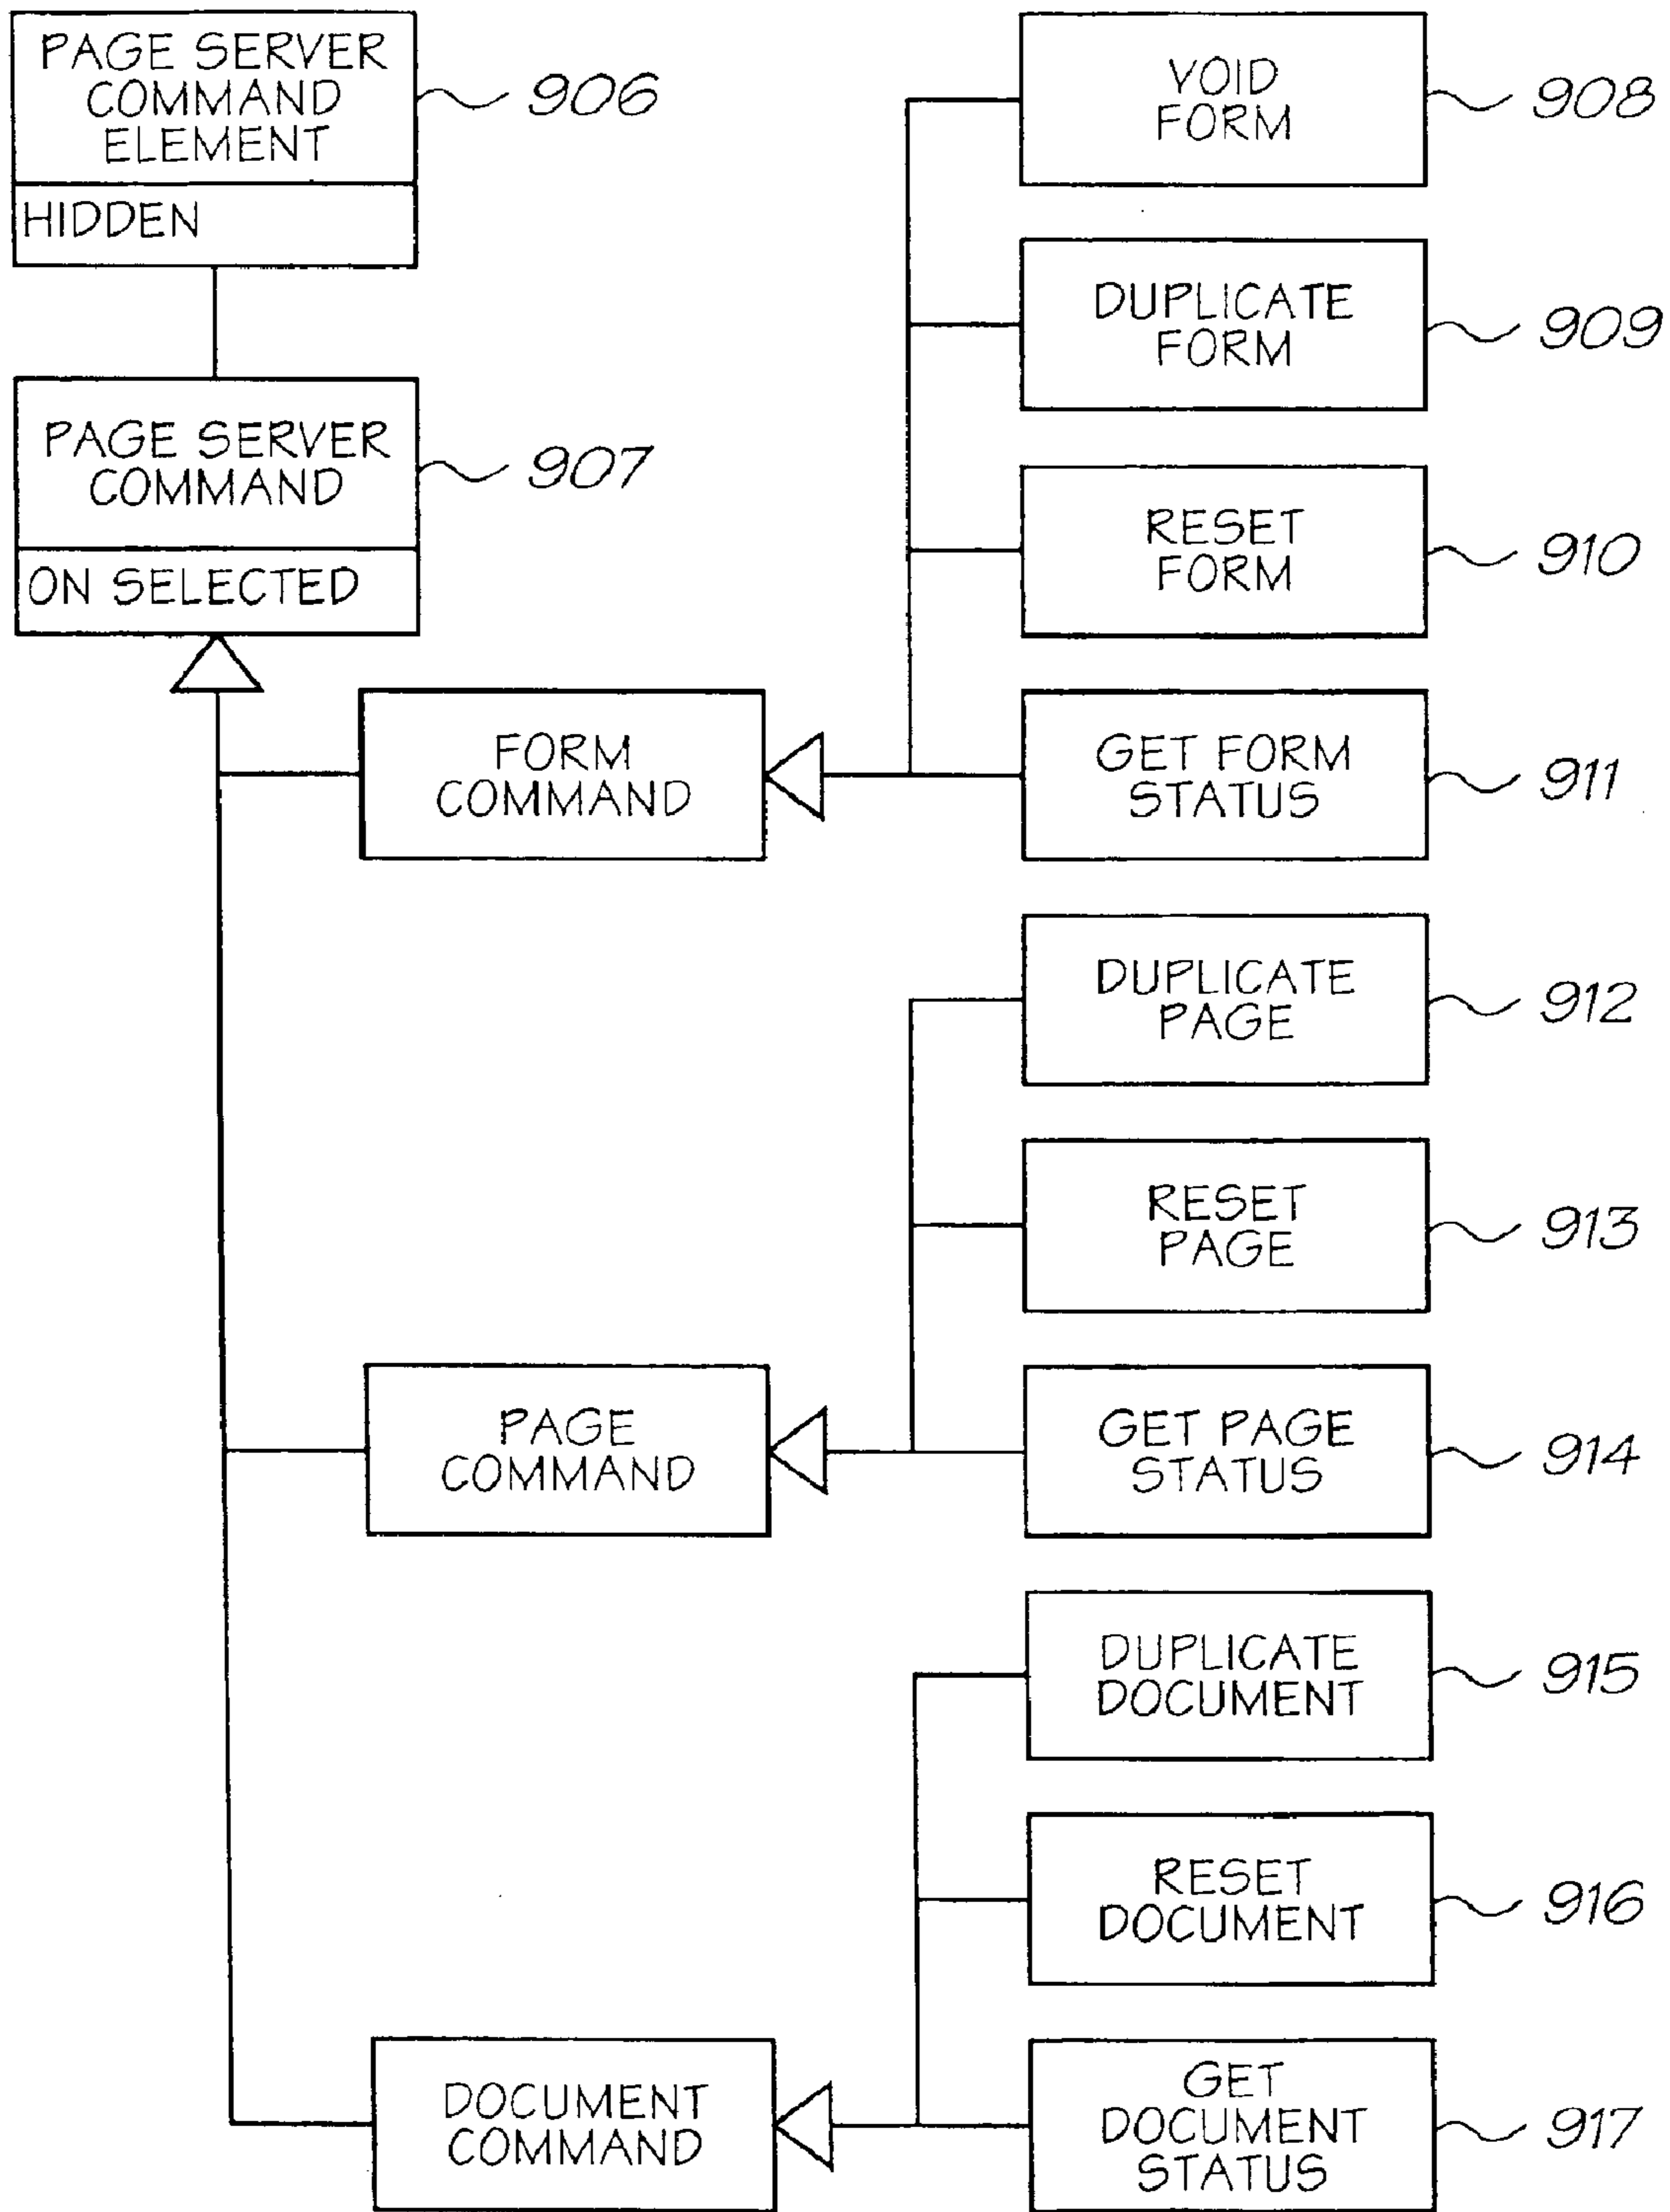 PAGE SERVER
COMMAND
ELEMENT
906
HIDDEN
PAGE SERVER
COMMAND
907
ON SELECTED
VOID
FORM
908
DUPLICATE
FORM
909
RESET
FORM
910
FORM
COMMAND
GET FORM
STATUS
911
DUPLICATE
PAGE
912
RESET
PAGE
913
PAGE
COMMAND
GET PAGE
STATUS
914
DUPLICATE
DOCUMENT
915
RESET
DOCUMENT
916
DOCUMENT
COMMAND
GET
DOCUMENT
STATUS
917